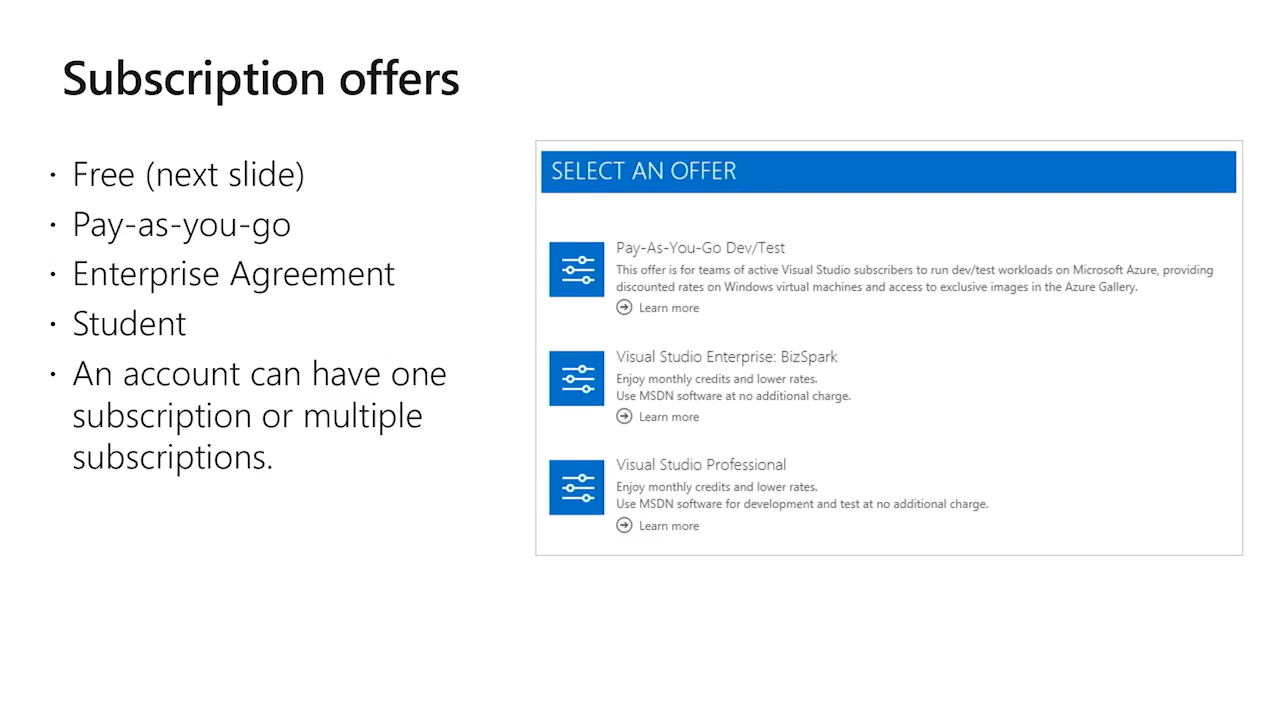 Subscription offers
· Free (next slide)
· Pay-as-you-go
· Enterprise Agreement
· Student
· An account can have one
subscription or multiple
subscriptions.
SELECT AN OFFER
Pay-As-You-Go Dev/Test
This offer is for teams of active Visual Studio subscribers to run dev/test workloads on Microsoft Azure, providing
discounted rates on Windows virtual machines and access to exclusive images in the Azure Gallery.
Learn more
Visual Studio Enterprise: BizSpark
Enjoy monthly credits and lower rates.
Use MSDN software at no additional charge.
Learn more
Visual Studio Professional
Enjoy monthly credits and lower rates.
Use MSDN software for development and test at no additional charge.
Learn more